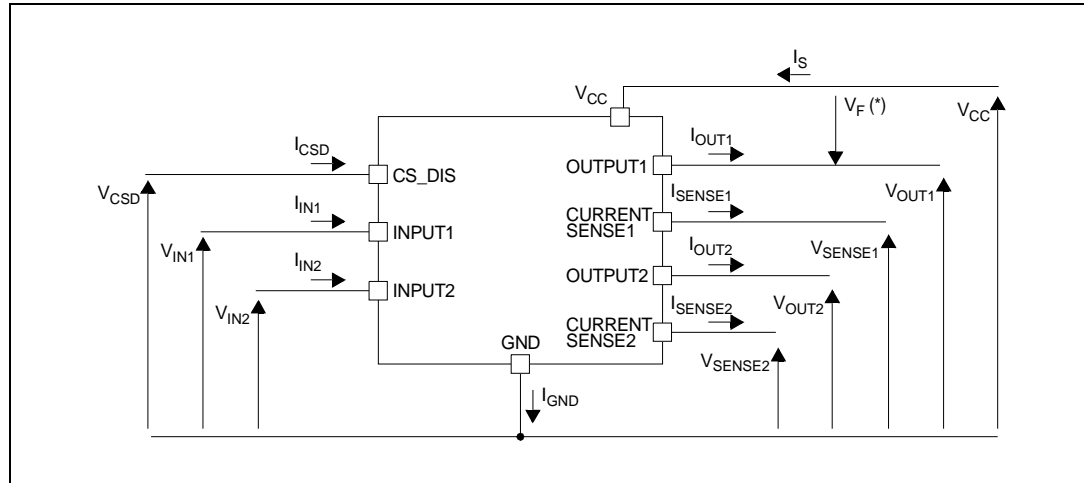 I_S
V_CC
V_F (*)
V_CC
I_CSD
I_OUT1
CS_DIS
OUTPUT1
V_CSD
V_OUT1
I_IN1
I_SENSE1
INPUT1
CURRENT
SENSE1
V_IN1
V_SENSE1
I_IN2
I_OUT2
INPUT2
OUTPUT2
V_IN2
V_OUT2
I_SENSE2
CURRENT
SENSE2
GND
V_SENSE2
I_GND